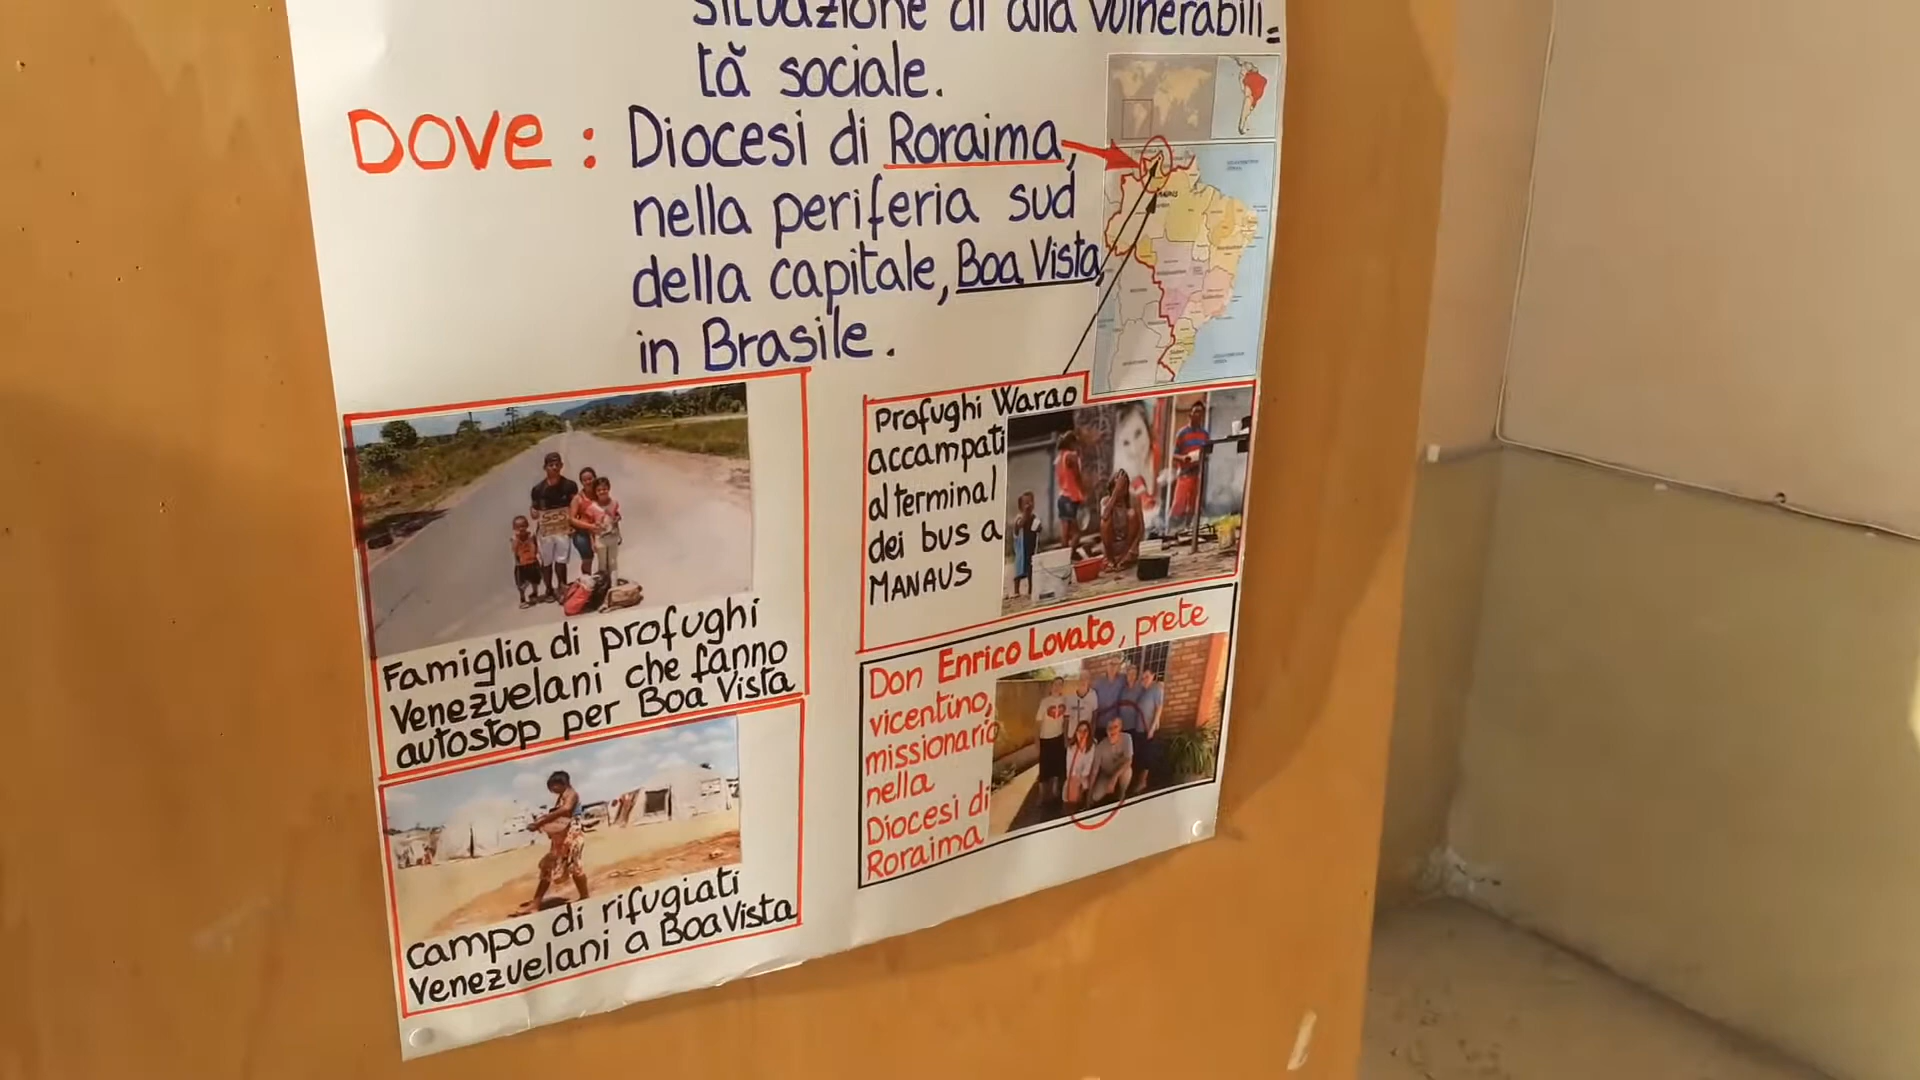 situazione di alta vulnerabili=
tà sociale.
DOVE: Diocesi di Roraima,
nella periferia sud
della capitale, Boa Vista,
in Brasile.
Famiglia di profughi
Venezuelani che fanno
autostop per Boa Vista
campo di rifugiati
Venezuelani a Boa Vista
Profughi Warao
accampati
al terminal
dei bus a
MANAUS
Don Enrico Lovato, prete
vicentino,
missionario
nella
Diocesi di
Roraima